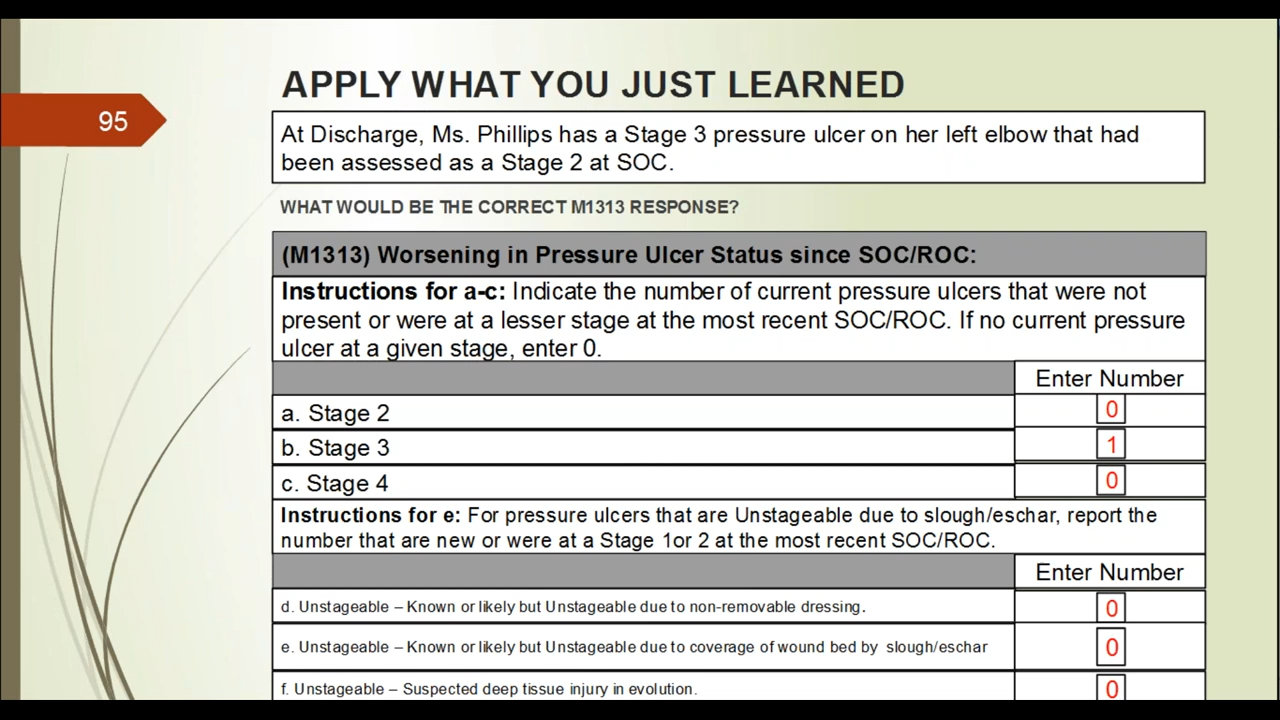 APPLY WHAT YOU JUST LEARNED
95
At Discharge, Ms. Phillips has a Stage 3 pressure ulcer on her left elbow that had
been assessed as a Stage 2 at SOC.
WHAT WOULD BE THE CORRECT M1313 RESPONSE?
(M1313) Worsening in Pressure Ulcer Status since SOC/ROC:
Instructions for a-c: Indicate the number of current pressure ulcers that were not
present or were at a lesser stage at the most recent SOC/ROC. If no current pressure
ulcer at a given stage, enter 0.
Enter Number
a. Stage 2 0
b. Stage 3 1
c. Stage 4 0
Instructions for e: For pressure ulcers that are Unstageable due to slough/eschar, report the
number that are new or were at a Stage 1or 2 at the most recent SOC/ROC.
Enter Number
d. Unstageable – Known or likely but Unstageable due to non-removable dressing. 0
e. Unstageable – Known or likely but Unstageable due to coverage of wound bed by slough/eschar 0
f. Unstageable – Suspected deep tissue injury in evolution. 0